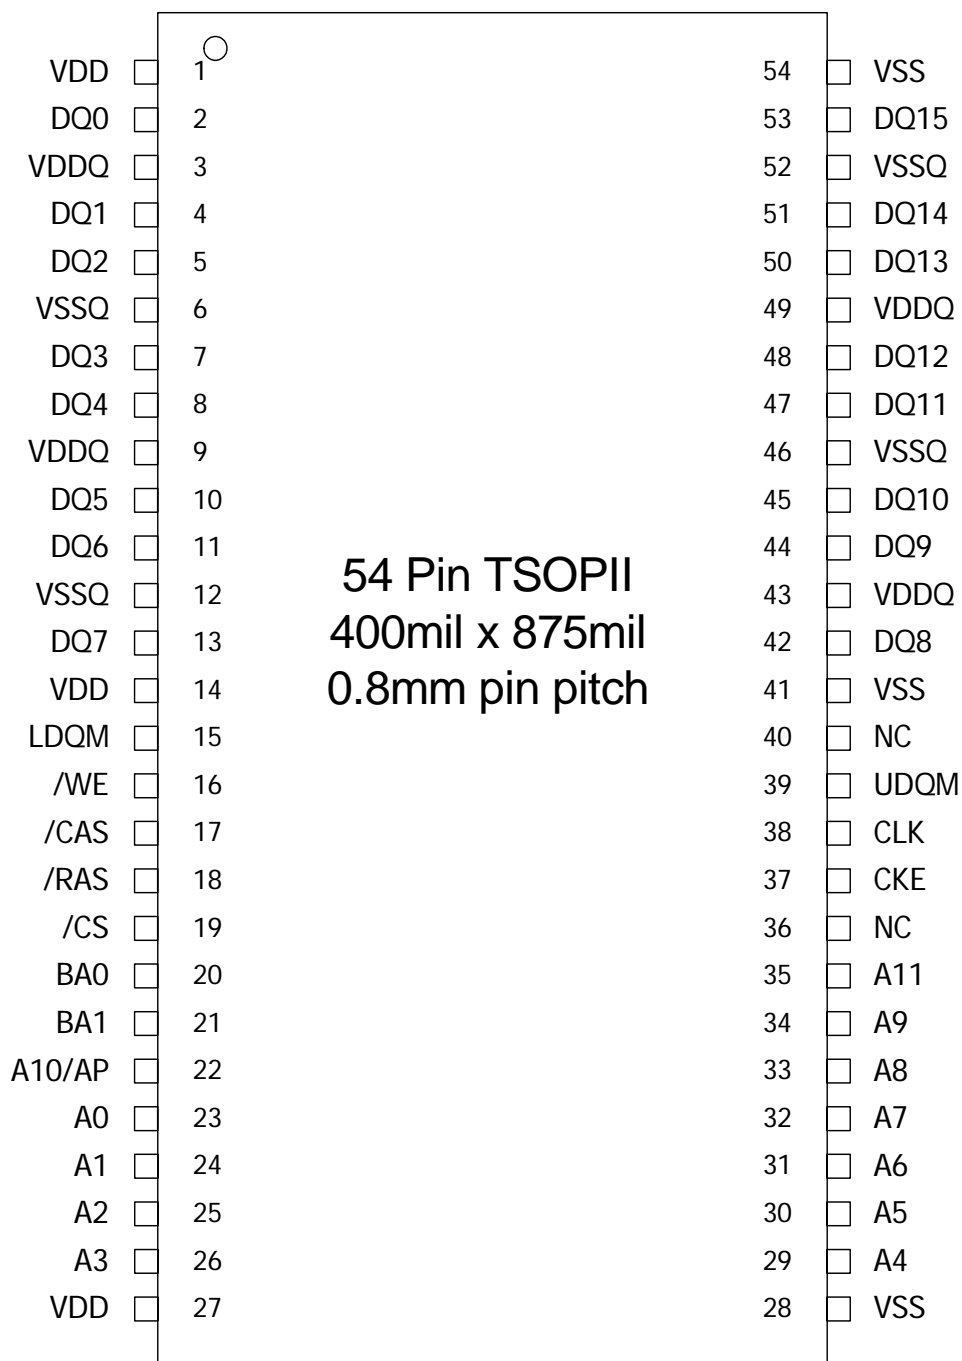 VDD 1 54 VSS
DQ0 2 53 DQ15
VDDQ 3 52 VSSQ
DQ1 4 51 DQ14
DQ2 5 50 DQ13
VSSQ 6 49 VDDQ
DQ3 7 48 DQ12
DQ4 8 47 DQ11
VDDQ 9 46 VSSQ
DQ5 10 45 DQ10
DQ6 11 44 DQ9
54 Pin TSOPII
VSSQ 12 43 VDDQ
400mil x 875mil
DQ7 13 42 DQ8
0.8mm pin pitch
VDD 14 41 VSS
LDQM 15 40 NC
/WE 16 39 UDQM
/CAS 17 38 CLK
/RAS 18 37 CKE
/CS 19 36 NC
BA0 20 35 A11
BA1 21 34 A9
A10/AP 22 33 A8
A0 23 32 A7
A1 24 31 A6
A2 25 30 A5
A3 26 29 A4
VDD 27 28 VSS